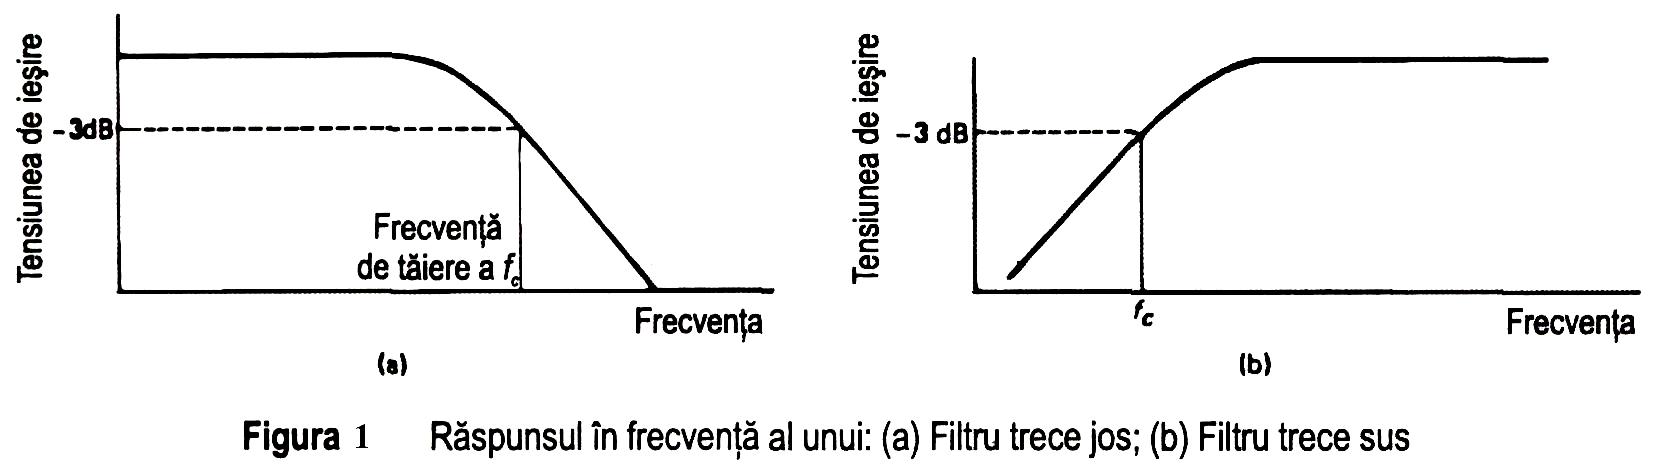 Tensiunea de ieșire
-3dB
Frecvență
de tăiere a fc
Frecvența
(a)
Tensiunea de ieșire
-3 dB
fc
Frecvența
(b)
Figura 1 Răspunsul în frecvență al unui: (a) Filtru trece jos; (b) Filtru trece sus